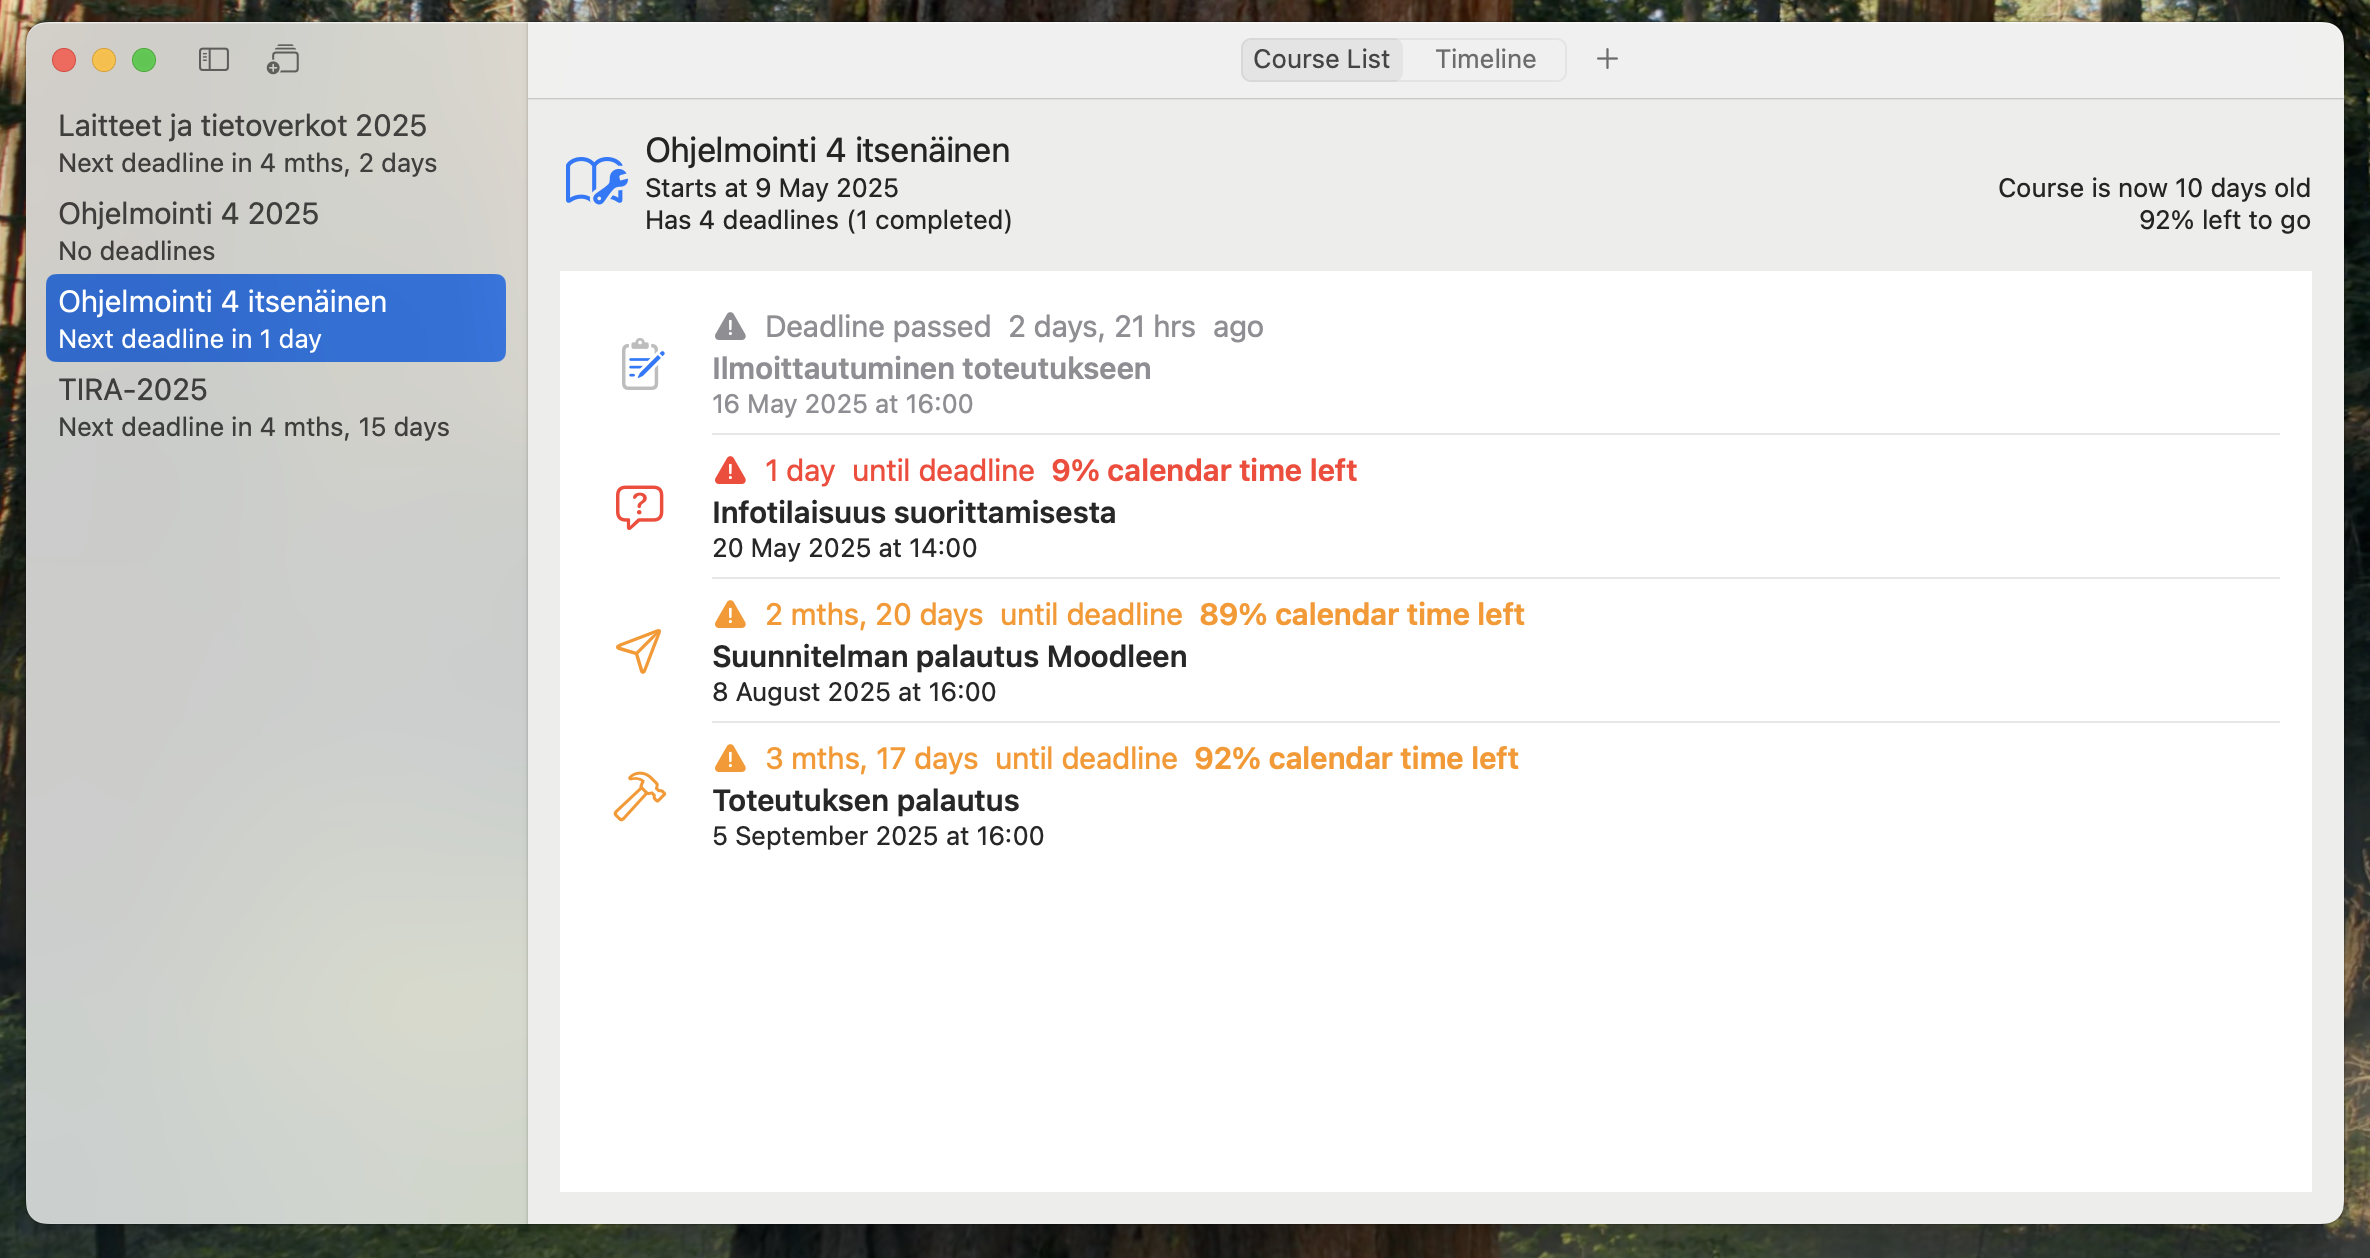 Course List
Timeline
Laitteet ja tietoverkot 2025
Next deadline in 4 mths, 2 days
Ohjelmointi 4 2025
No deadlines
Ohjelmointi 4 itsenäinen
Next deadline in 1 day
TIRA-2025
Next deadline in 4 mths, 15 days
Ohjelmointi 4 itsenäinen
Starts at 9 May 2025
Has 4 deadlines (1 completed)
Course is now 10 days old
92% left to go
Deadline passed 2 days, 21 hrs ago
Ilmoittautuminen toteutukseen
16 May 2025 at 16:00
1 day until deadline 9% calendar time left
Infotilaisuus suorittamisesta
20 May 2025 at 14:00
2 mths, 20 days until deadline 89% calendar time left
Suunnitelman palautus Moodleen
8 August 2025 at 16:00
3 mths, 17 days until deadline 92% calendar time left
Toteutuksen palautus
5 September 2025 at 16:00